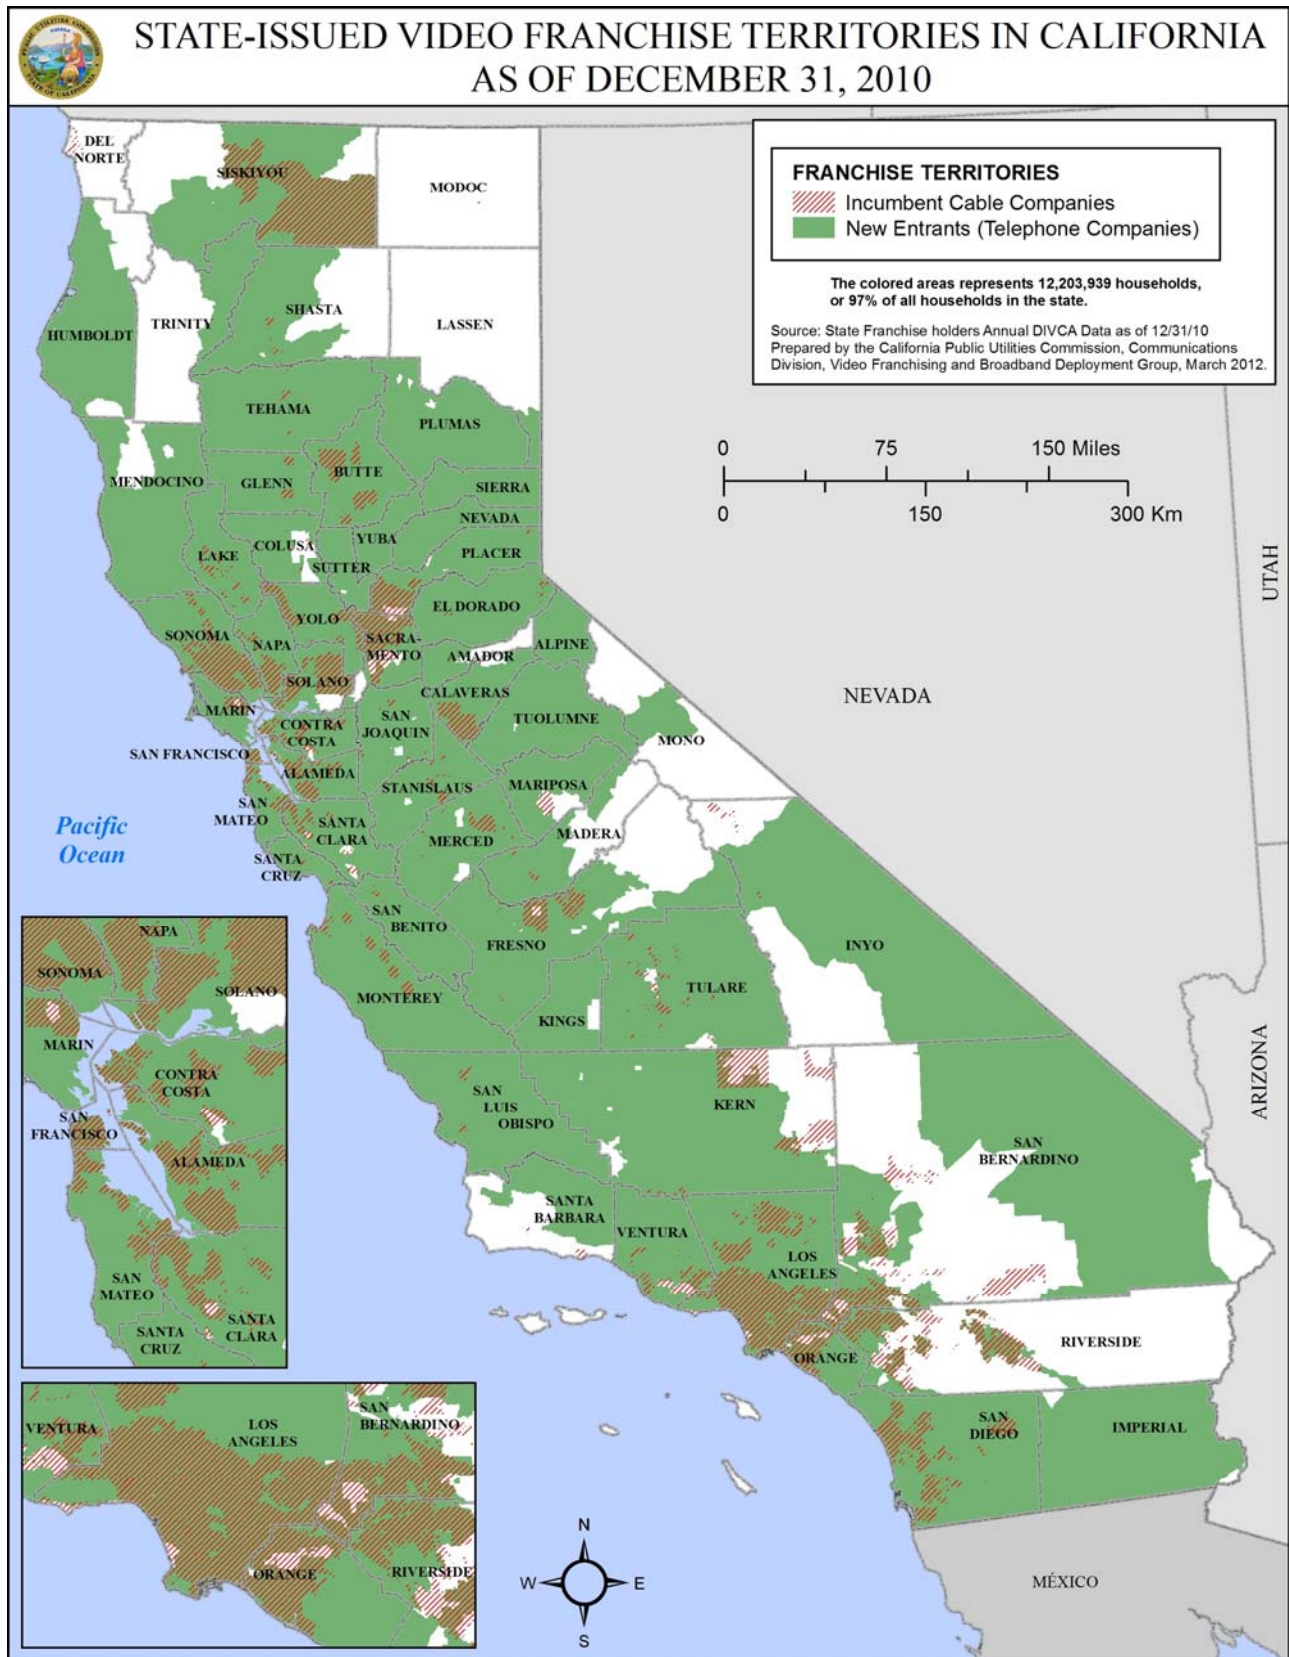 STATE-ISSUED VIDEO FRANCHISE TERRITORIES IN CALIFORNIA
AS OF DECEMBER 31, 2010
FRANCHISE TERRITORIES
Incumbent Cable Companies
New Entrants (Telephone Companies)
The colored areas represents 12,203,939 households,
or 97% of all households in the state.
Source: State Franchise holders Annual DIVCA Data as of 12/31/10
Prepared by the California Public Utilities Commission, Communications
Division, Video Franchising and Broadband Deployment Group, March 2012.
0 75 150 Miles
0 150 300 Km
DEL
NORTE
SISKIYOU
MODOC
HUMBOLDT
TRINITY
SHASTA
LASSEN
TEHAMA
PLUMAS
MENDOCINO
GLENN
BUTTE
SIERRA
NEVADA
COLUSA
YUBA
PLACER
LAKE
SUTTER
EL DORADO
YOLO
SONOMA
NAPA
SACRA-
MENTO
AMADOR
ALPINE
SOLANO
CALAVERAS
MARIN
SAN
JOAQUIN
TUOLUMNE
CONTRA
COSTA
MONO
SAN FRANCISCO
ALAMEDA
STANISLAUS
MARIPOSA
SAN
MATEO
SANTA
CLARA
MERCED
MADERA
SANTA
CRUZ
SAN
BENITO
FRESNO
INYO
MONTEREY
TULARE
KINGS
SAN
LUIS
OBISPO
KERN
SAN
BERNARDINO
SANTA
BARBARA
VENTURA
LOS
ANGELES
ORANGE
RIVERSIDE
SAN
DIEGO
IMPERIAL
Pacific
Ocean
NEVADA
UTAH
ARIZONA
MÉXICO
NAPA
SONOMA
SOLANO
MARIN
CONTRA
COSTA
SAN
FRANCISCO
ALAMEDA
SAN
MATEO
SANTA
CLARA
SANTA
CRUZ
VENTURA
LOS
ANGELES
SAN
BERNARDINO
ORANGE
RIVERSIDE
N
W E
S